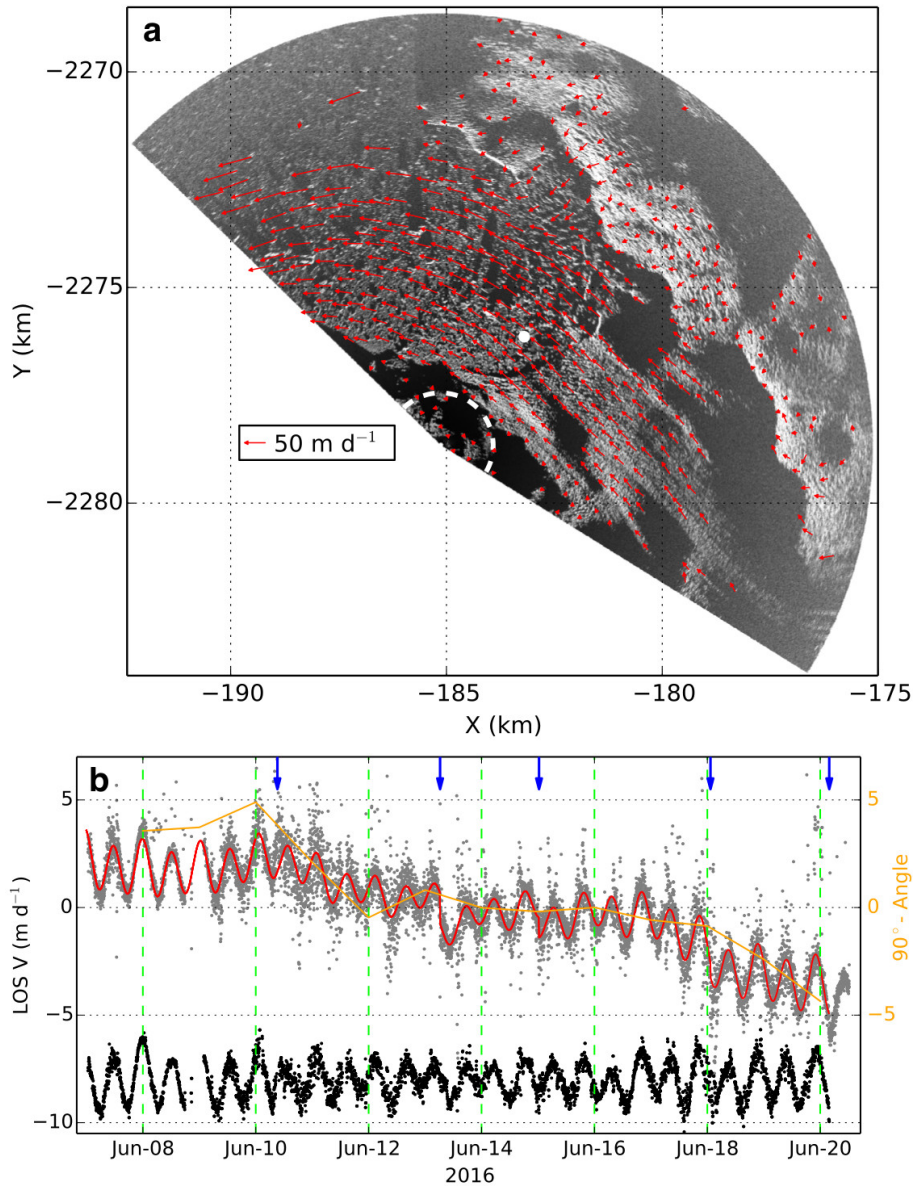 a
−2270
−2275
−2280
Y (km)
50 m d−1
−190
−185
−180
−175
X (km)
b
5
0
−5
−10
LOS V (m d−1)
5
0
−5
90° - Angle
Jun-08
Jun-10
Jun-12
Jun-14
Jun-16
Jun-18
Jun-20
2016